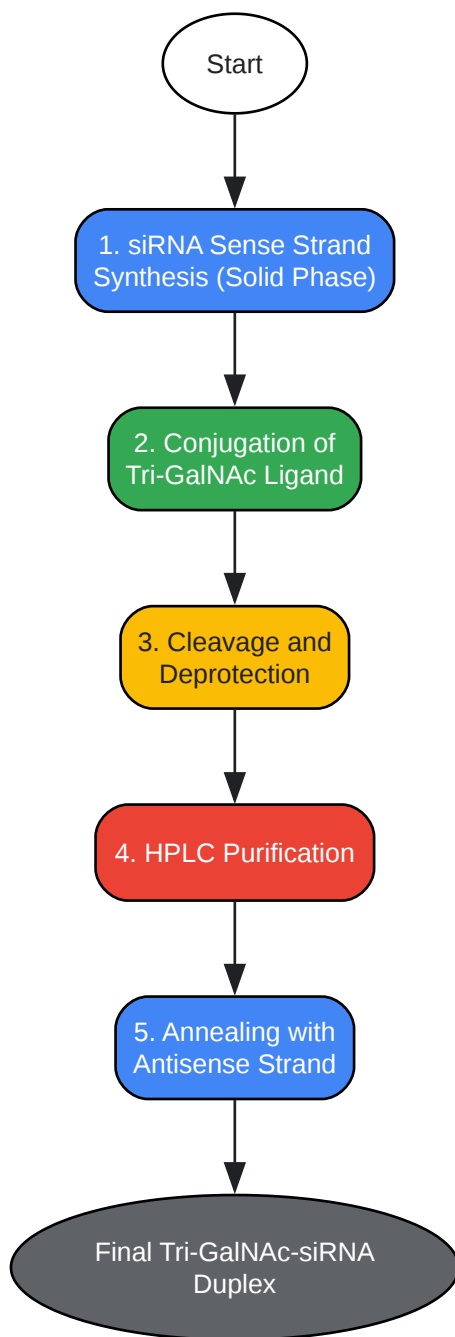 Start
1. siRNA Sense Strand
Synthesis (Solid Phase)
2. Conjugation of
Tri-GalNAc Ligand
3. Cleavage and
Deprotection
4. HPLC Purification
5. Annealing with
Antisense Strand
Final Tri-GalNAc-siRNA
Duplex